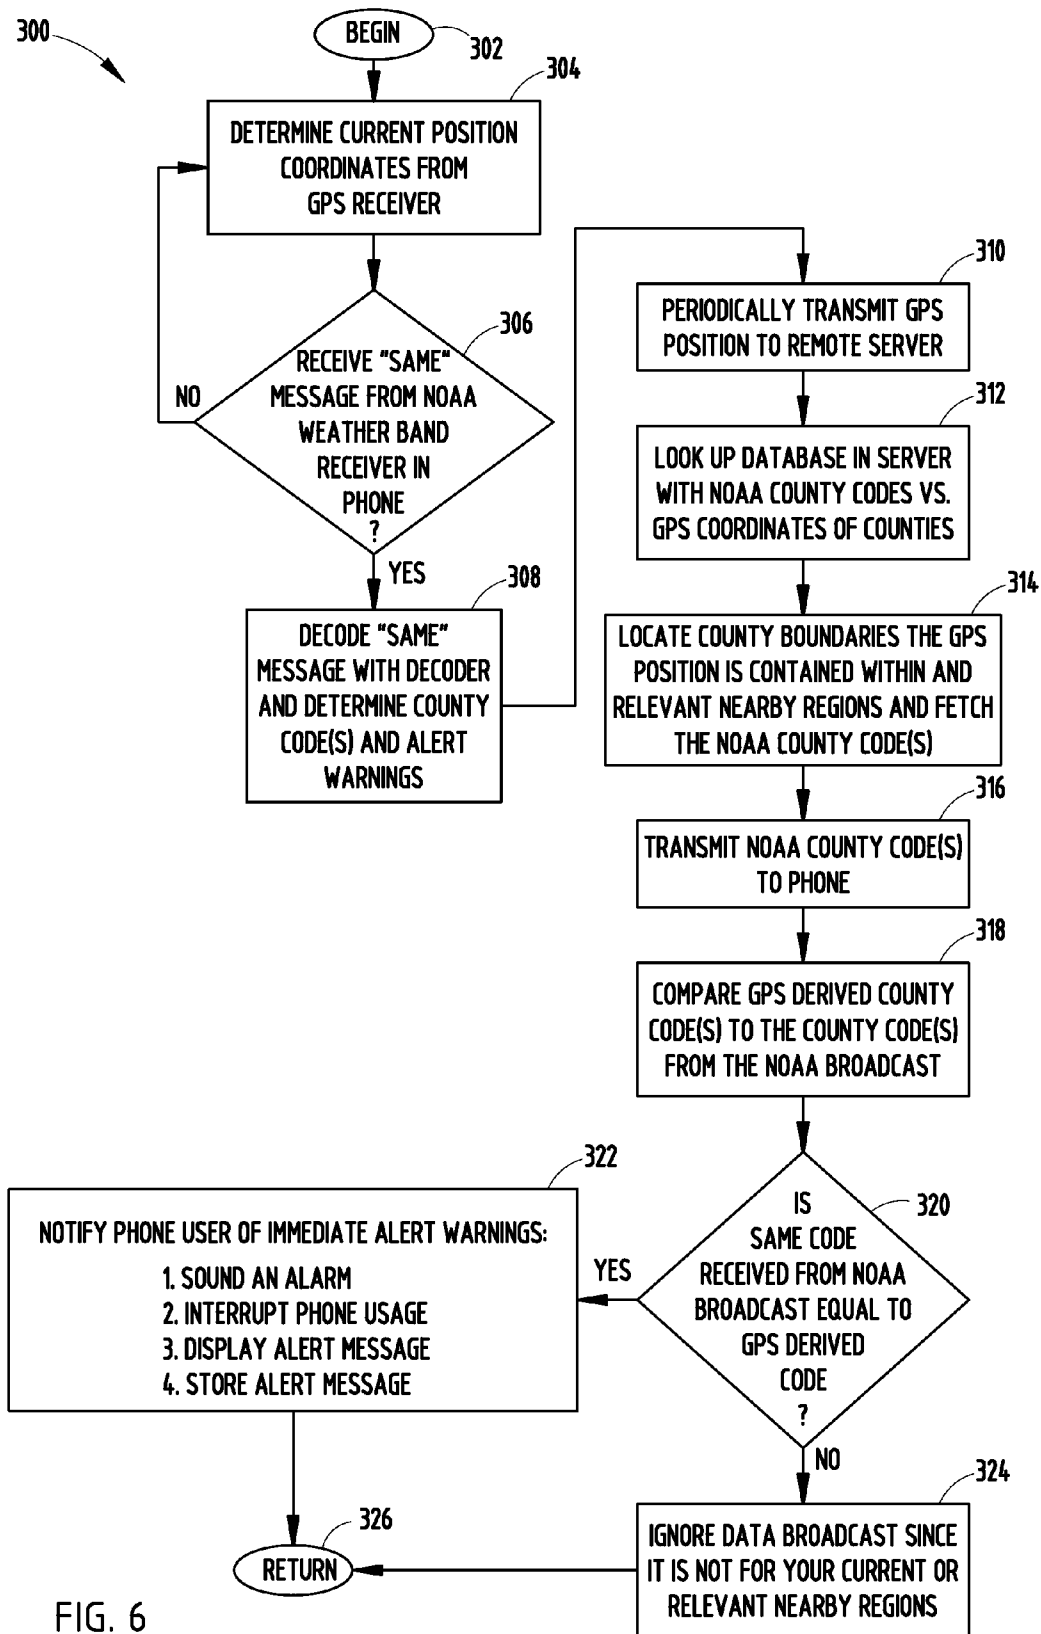 300
BEGIN
302
304
DETERMINE CURRENT POSITION
COORDINATES FROM
GPS RECEIVER
306
RECEIVE "SAME"
MESSAGE FROM NOAA
WEATHER BAND
RECEIVER IN
PHONE
?
NO
YES
308
DECODE "SAME"
MESSAGE WITH DECODER
AND DETERMINE COUNTY
CODE(S) AND ALERT
WARNINGS
310
PERIODICALLY TRANSMIT GPS
POSITION TO REMOTE SERVER
312
LOOK UP DATABASE IN SERVER
WITH NOAA COUNTY CODES VS.
GPS COORDINATES OF COUNTIES
314
LOCATE COUNTY BOUNDARIES THE GPS
POSITION IS CONTAINED WITHIN AND
RELEVANT NEARBY REGIONS AND FETCH
THE NOAA COUNTY CODE(S)
316
TRANSMIT NOAA COUNTY CODE(S)
TO PHONE
318
COMPARE GPS DERIVED COUNTY
CODE(S) TO THE COUNTY CODE(S)
FROM THE NOAA BROADCAST
320
IS
SAME CODE
RECEIVED FROM NOAA
BROADCAST EQUAL TO
GPS DERIVED
CODE
?
YES
NO
322
NOTIFY PHONE USER OF IMMEDIATE ALERT WARNINGS:
1. SOUND AN ALARM
2. INTERRUPT PHONE USAGE
3. DISPLAY ALERT MESSAGE
4. STORE ALERT MESSAGE
324
IGNORE DATA BROADCAST SINCE
IT IS NOT FOR YOUR CURRENT OR
RELEVANT NEARBY REGIONS
326
RETURN
FIG. 6